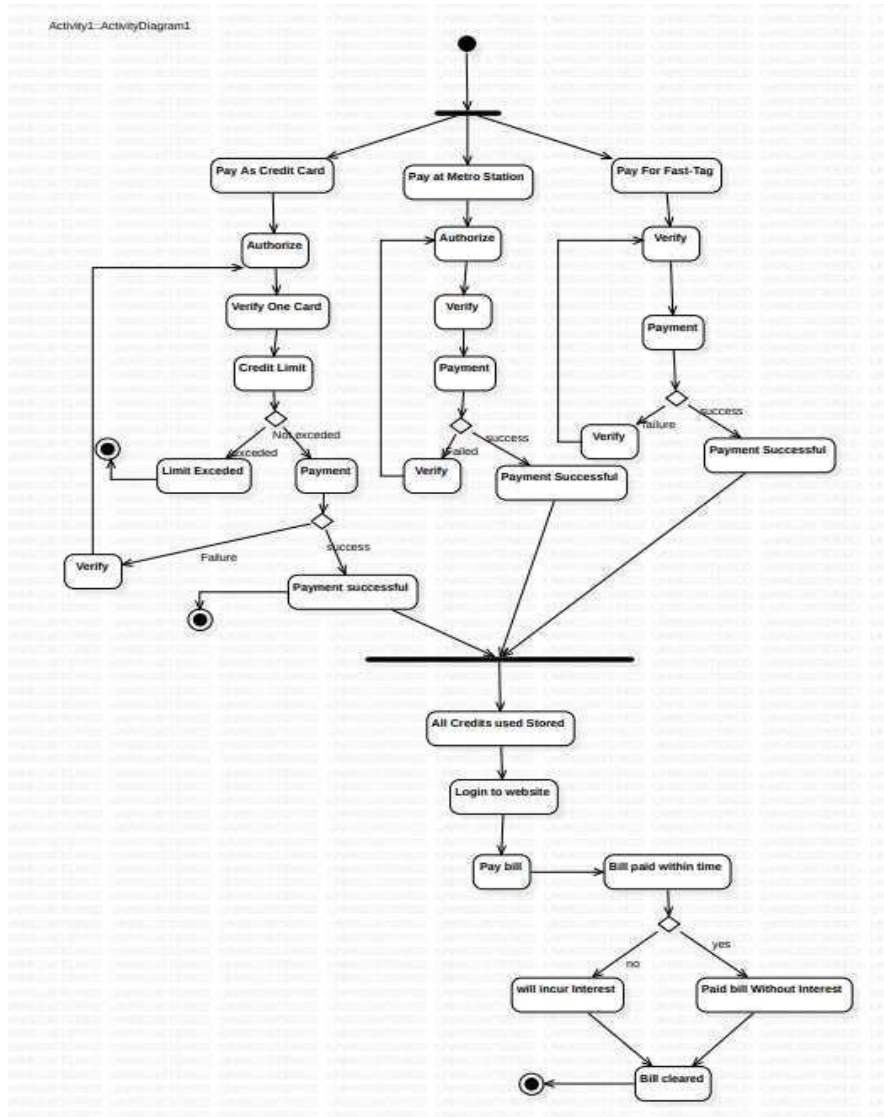 Activity1::ActivityDiagram1
Pay As Credit Card
Pay at Metro Station
Pay For Fast-Tag
Authorize
Authorize
Verify
Verify One Card
Verify
Payment
Credit Limit
Payment
Not exceded
exceded
success
failure
success
Failed
Verify
Payment Successful
Limit Exceded
Payment
Verify
Payment Successful
Failure
success
Verify
Payment successful
All Credits used Stored
Login to website
Pay bill
Bill paid within time
no
yes
will incur Interest
Paid bill Without Interest
Bill cleared